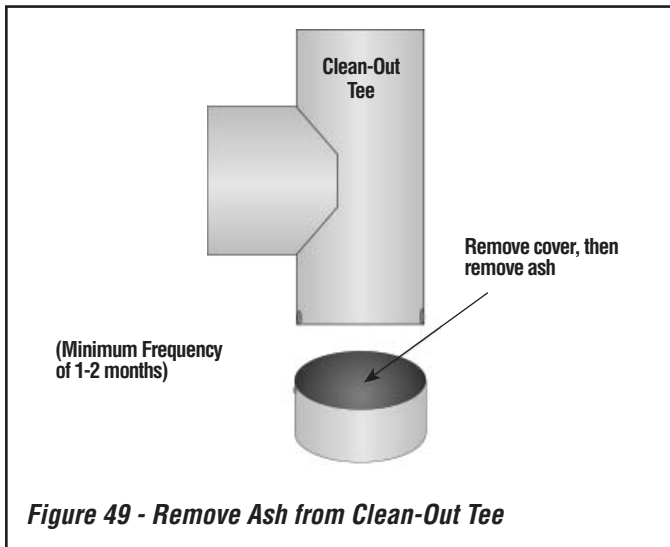 Clean-Out
Tee
Remove cover, then
remove ash
(Minimum Frequency
of 1-2 months)
Figure 49 - Remove Ash from Clean-Out Tee